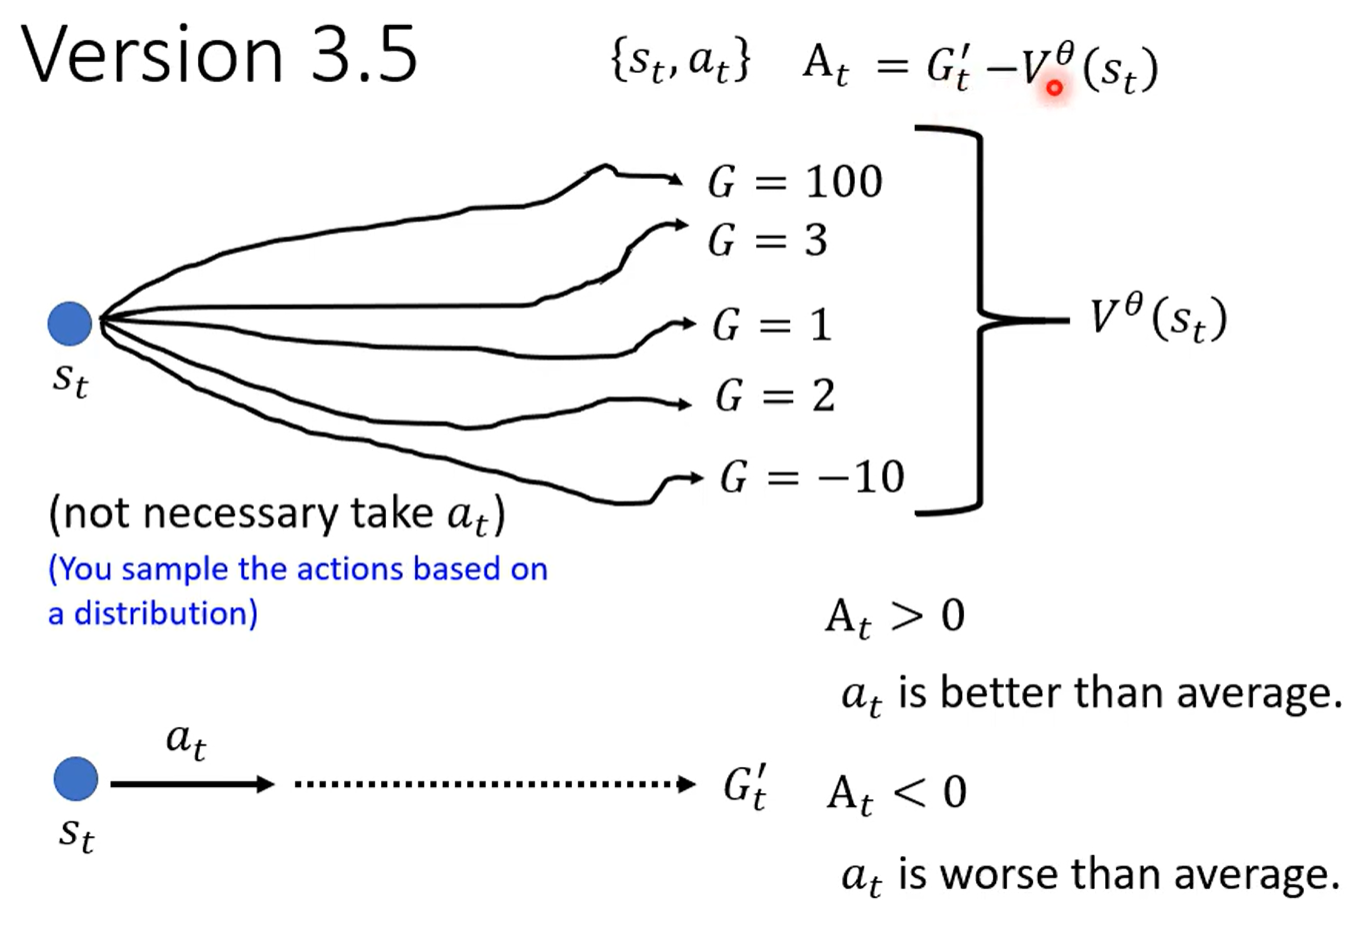 Version 3.5
{s_t, a_t} A_t = G'_t − V^θ(s_t)
G = 100
G = 3
G = 1
V^θ(s_t)
s_t
G = 2
G = −10
(not necessary take a_t)
(You sample the actions based on
a distribution)
A_t > 0
a_t is better than average.
a_t
s_t
G'_t
A_t < 0
a_t is worse than average.